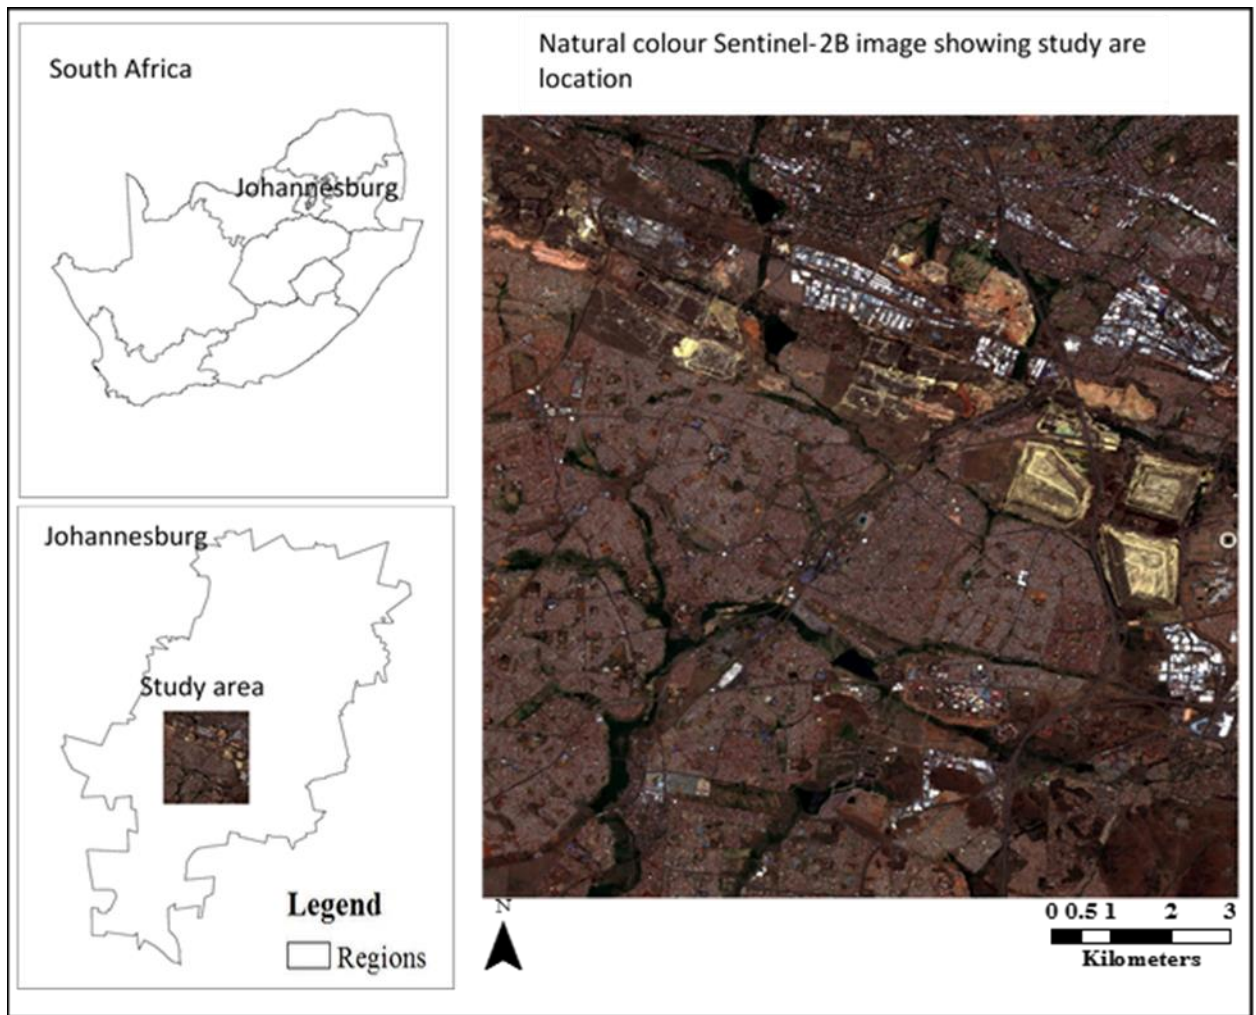 South Africa
Johannesburg
Natural colour Sentinel-2B image showing study are
location
Johannesburg
Study area
Legend
Regions
N
0 0.5 1 2 3
Kilometers